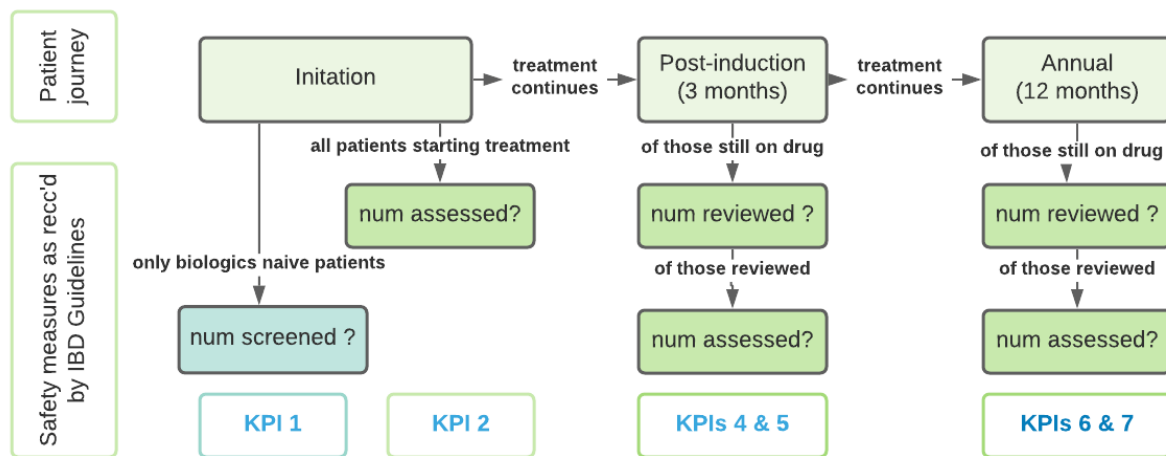 Patient
journey
Initation
treatment
continues
Post-induction
(3 months)
treatment
continues
Annual
(12 months)
all patients starting treatment
of those still on drug
of those still on drug
Safety measures as recc'd
by IBD Guidelines
num assessed?
num reviewed ?
num reviewed ?
only biologics naive patients
of those reviewed
of those reviewed
num screened ?
num assessed?
num assessed?
KPI 1
KPI 2
KPIs 4 & 5
KPIs 6 & 7